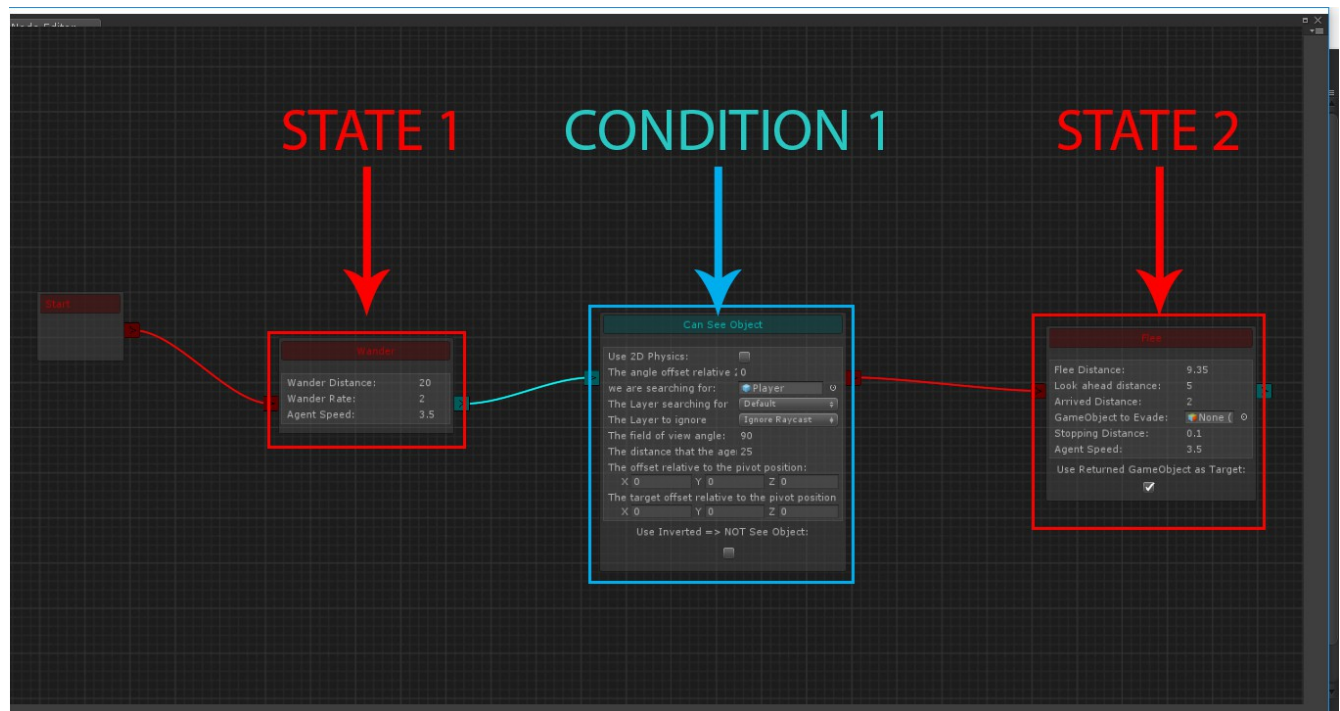 Node Editor
STATE 1
CONDITION 1
STATE 2
Start
Wander
Wander Distance: 20
Wander Rate: 2
Agent Speed: 3.5
Can See Object
Use 2D Physics:
The angle offset relative 0
we are searching for: Player
The Layer searching for Default
The Layer to ignore Ignore Raycast
The field of view angle: 90
The distance that the age 25
The offset relative to the pivot position:
X 0 Y 0 Z 0
The target offset relative to the pivot position
X 0 Y 0 Z 0
Use Inverted => NOT See Object:
Flee
Flee Distance: 9.35
Look ahead distance: 5
Arrived Distance: 2
GameObject to Evade: None (
Stopping Distance: 0.1
Agent Speed: 3.5
Use Returned GameObject as Target: